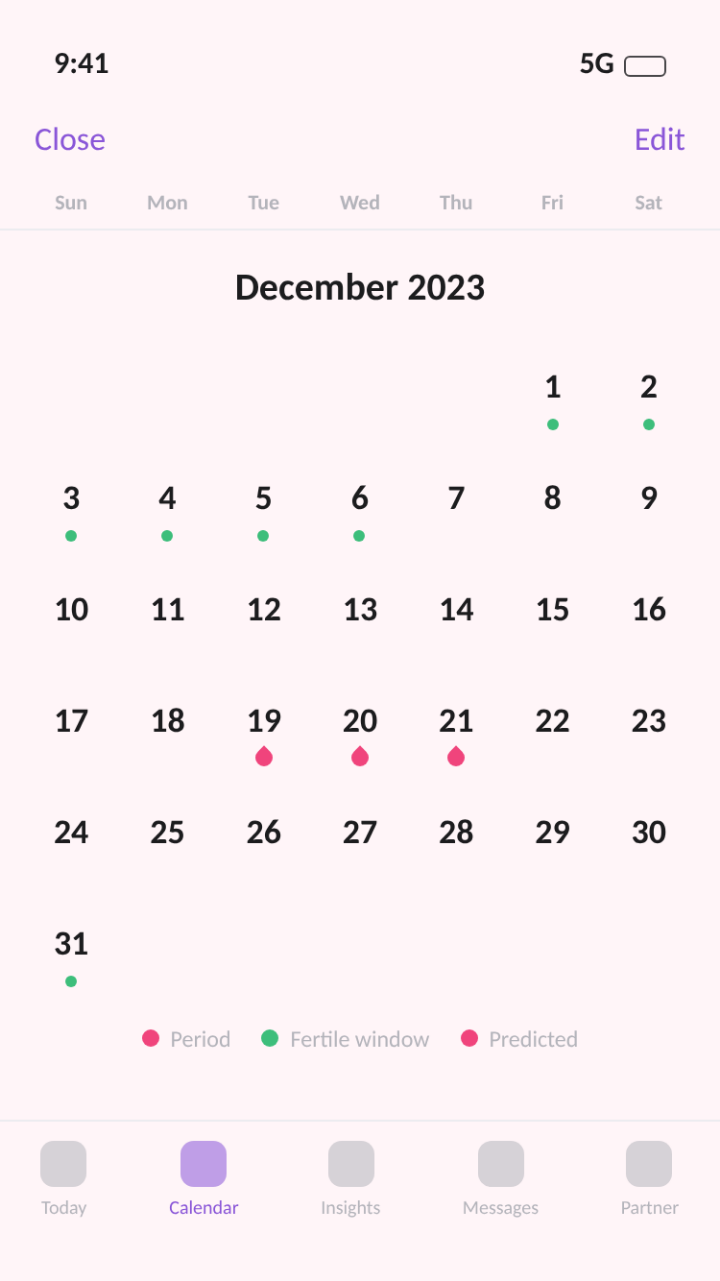 9:41 5G
Close Edit
Sun Mon Tue Wed Thu Fri Sat
December 2023
1 2
3 4 5 6 7 8 9
10 11 12 13 14 15 16
17 18 19 20 21 22 23
24 25 26 27 28 29 30
31
Period Fertile window Predicted
Today Calendar Insights Messages Partner